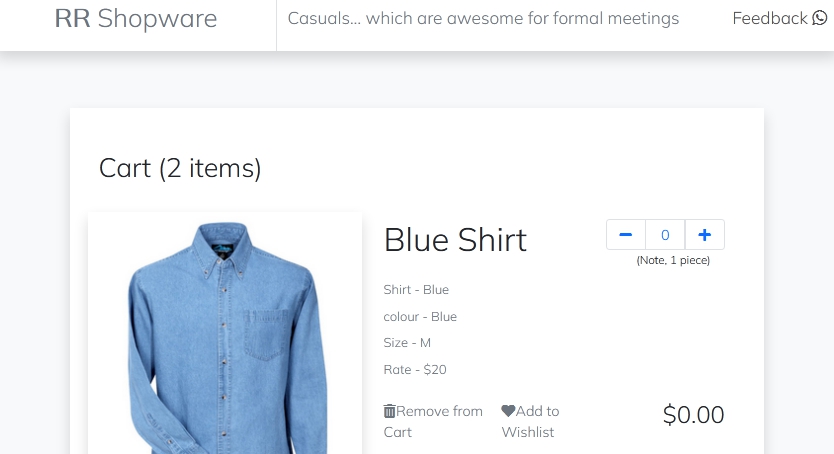 RR Shopware
Casuals... which are awesome for formal meetings
Feedback
Cart (2 items)
Blue Shirt
0
(Note, 1 piece)
Shirt - Blue
colour - Blue
Size - M
Rate - $20
Remove from
Cart
Add to
Wishlist
$0.00